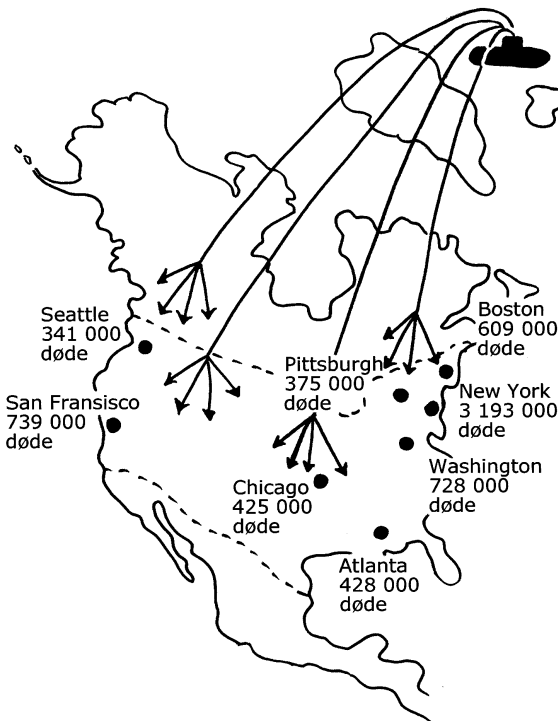 Seattle
341 000
døde
San Fransisco
739 000
døde
Pittsburgh
375 000
døde
Boston
609 000
døde
New York
3 193 000
døde
Washington
728 000
døde
Chicago
425 000
døde
Atlanta
428 000
døde